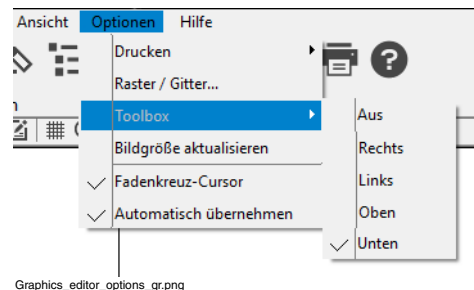 Ansicht Optionen Hilfe
Drucken
Raster / Gitter...
Toolbox
Bildgröße aktualisieren
Fadenkreuz-Cursor
Automatisch übernehmen
Aus
Rechts
Links
Oben
Unten
Graphics_editor_options_gr.png